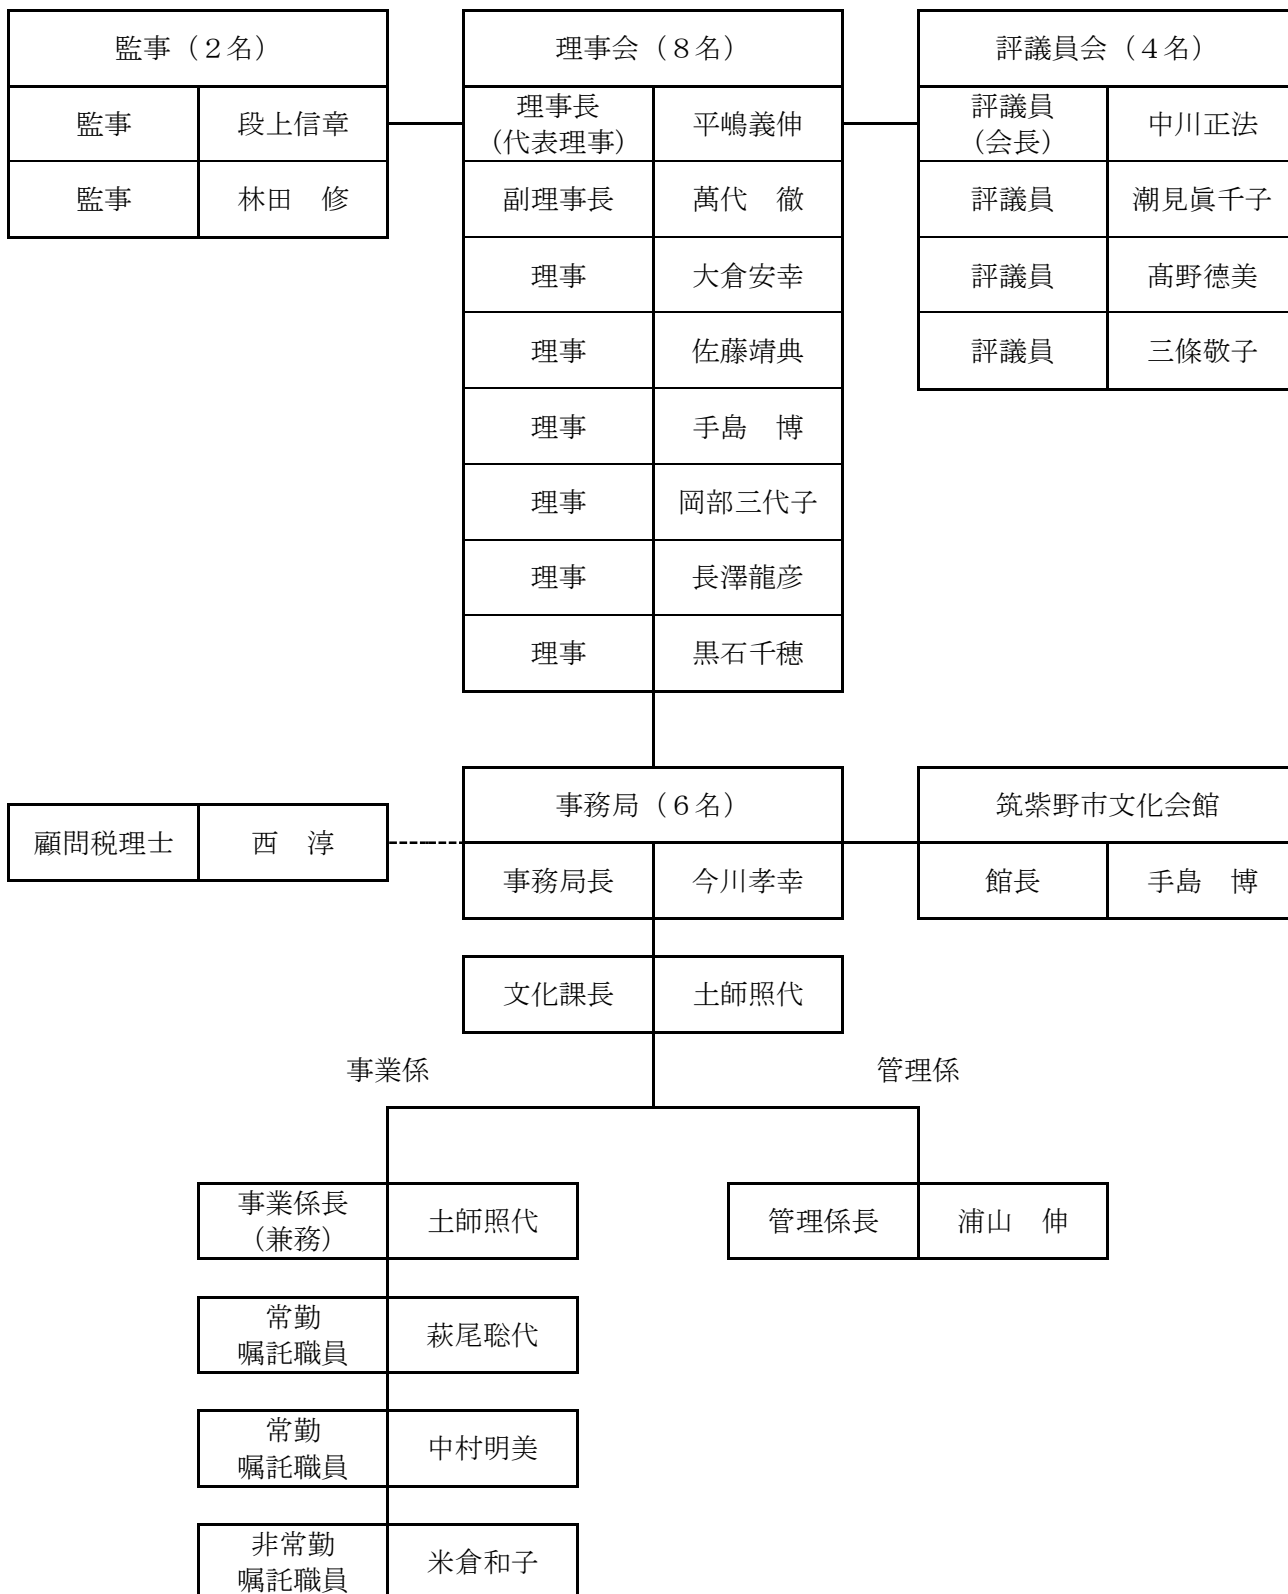 監事（２名）
監事 段上信章
監事 林田　修
理事会（８名）
理事長
（代表理事） 平嶋義伸
副理事長 萬代　徹
理事 大倉安幸
理事 佐藤靖典
理事 手島　博
理事 岡部三代子
理事 長澤龍彦
理事 黒石千穂
評議員会（４名）
評議員
（会長） 中川正法
評議員 潮見眞千子
評議員 髙野德美
評議員 三條敬子
顧問税理士 西　淳
事務局（６名）
事務局長 今川孝幸
筑紫野市文化会館
館長 手島　博
文化課長 土師照代
事業係
管理係
事業係長
（兼務） 土師照代
管理係長 浦山　伸
常勤
嘱託職員 萩尾聡代
常勤
嘱託職員 中村明美
非常勤
嘱託職員 米倉和子